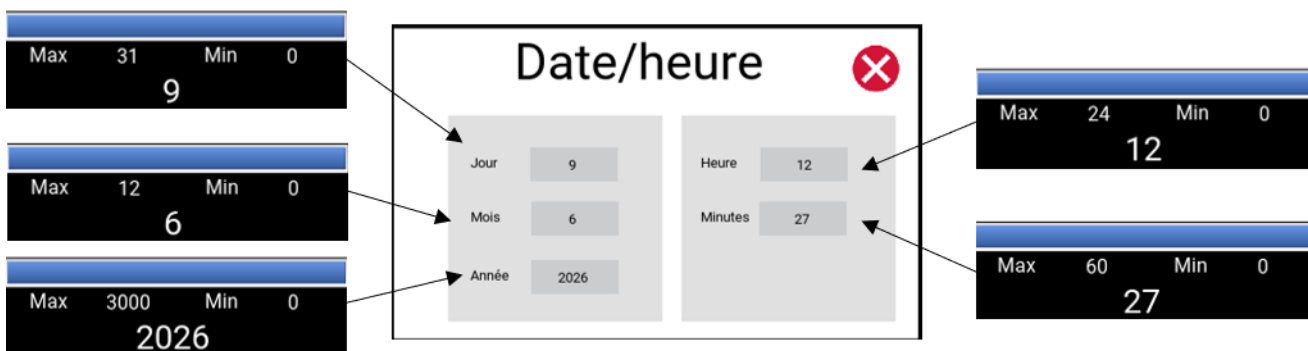 Max 31 Min 0
9
Max 12 Min 0
6
Max 3000 Min 0
2026
Date/heure
Jour 9
Mois 6
Année 2026
Heure 12
Minutes 27
Max 24 Min 0
12
Max 60 Min 0
27